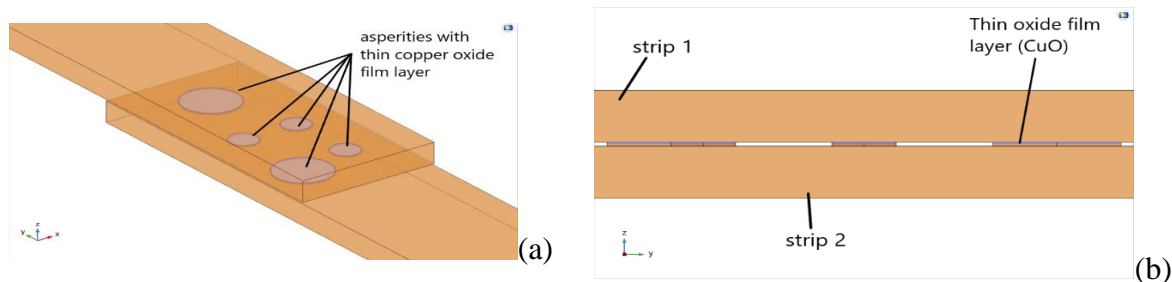 asperities with
thin copper oxide
film layer
z
y
x
(a)
strip 1
Thin oxide film
layer (CuO)
strip 2
z
y
(b)